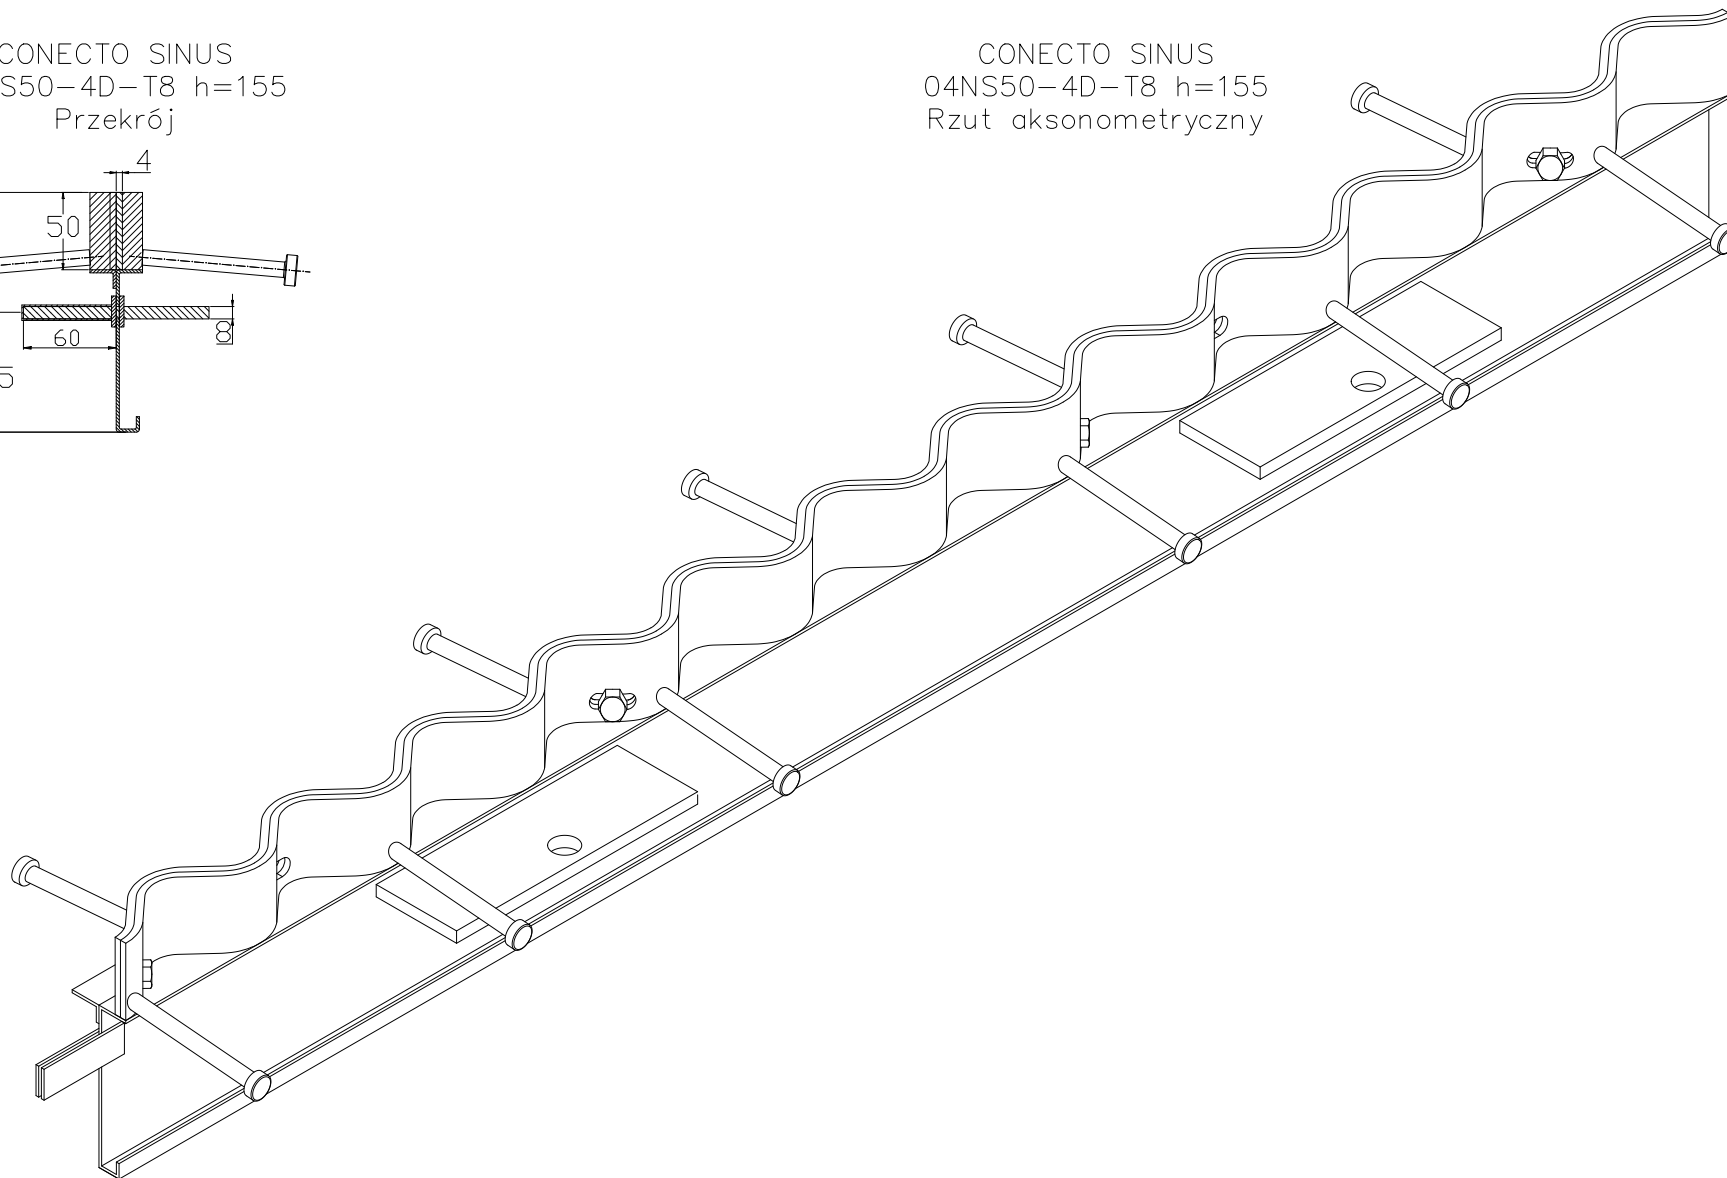 CONECTO SINUS
S50-4D-T8 h=155
Przekrój
4
50
60
8
5
CONECTO SINUS
04NS50-4D-T8 h=155
Rzut aksonometryczny